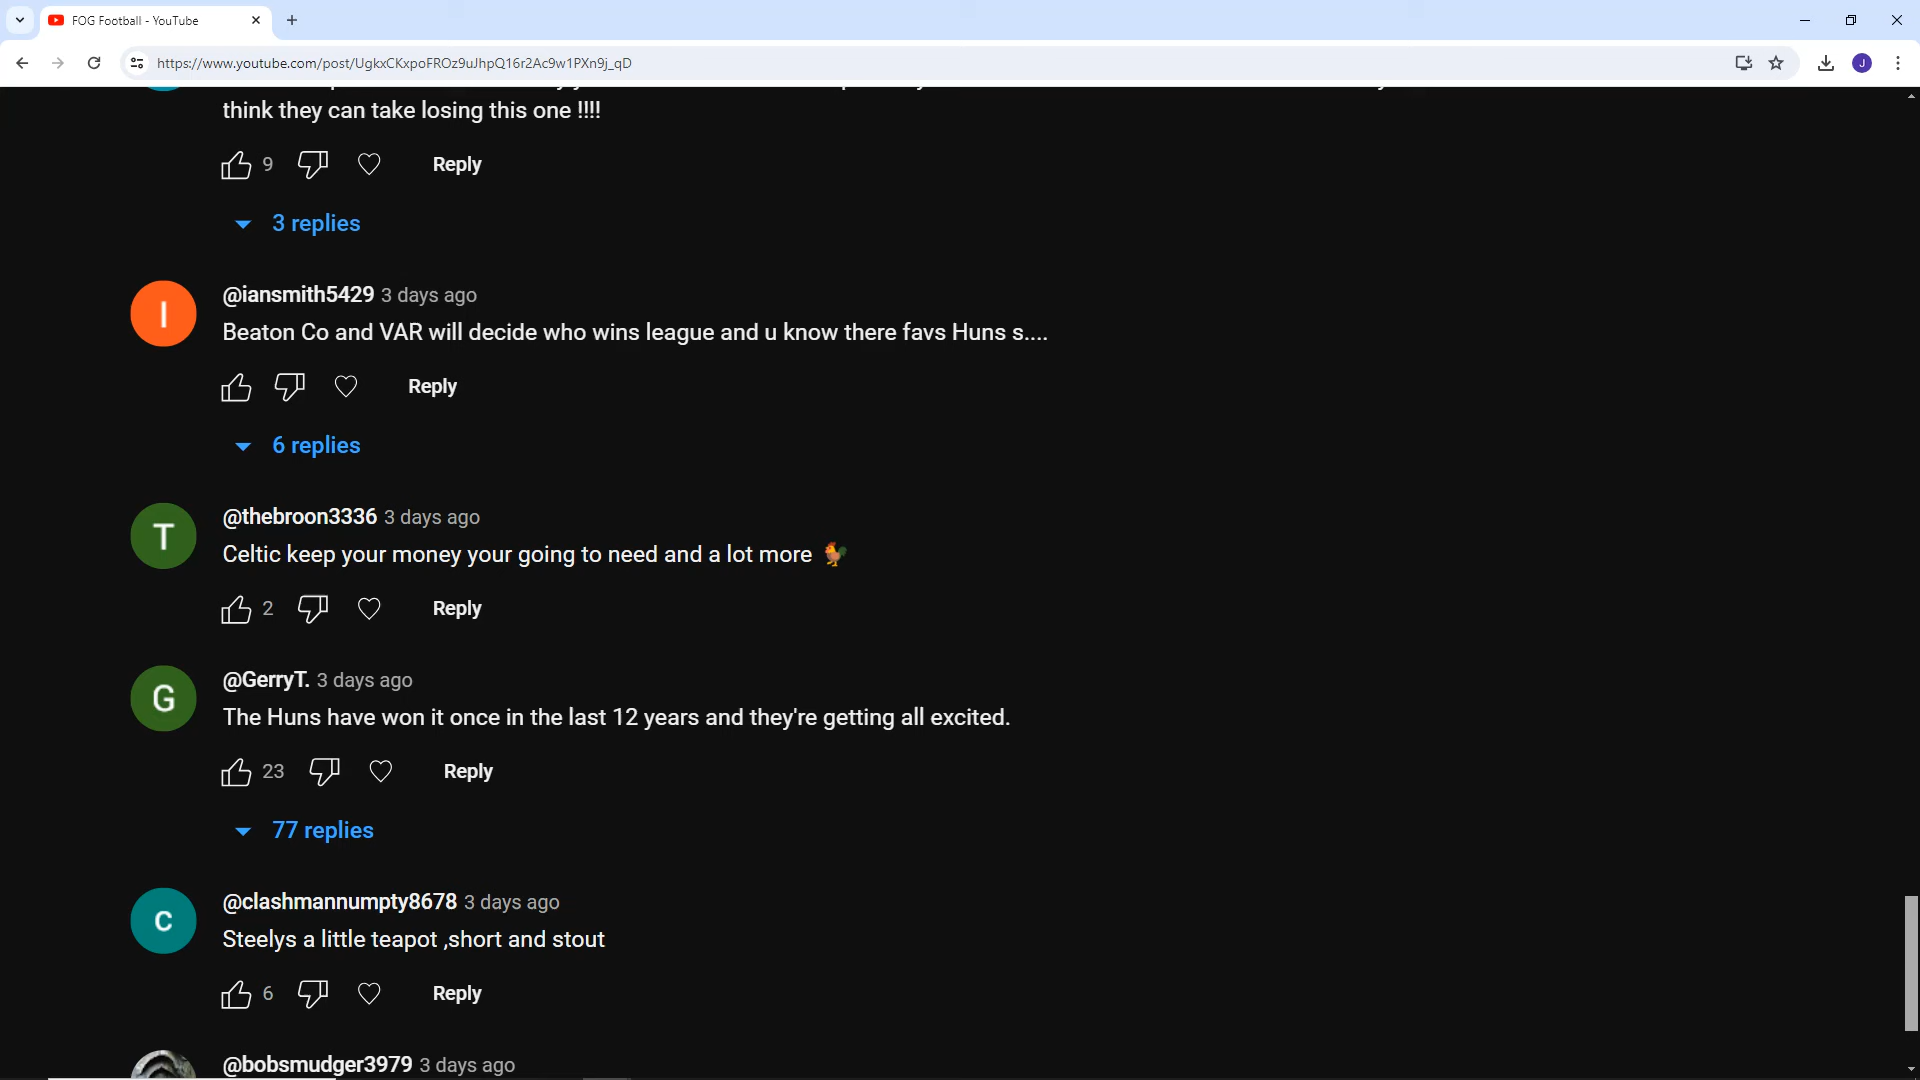 FOG Football - YouTube
https://www.youtube.com/post/UgkxCKxpoFROz9uJhpQ16r2Ac9w1PXn9j_qD
J
think they can take losing this one !!!!
9 Reply
3 replies
I
@iansmith5429 3 days ago
Beaton Co and VAR will decide who wins league and u know there favs Huns s....
Reply
6 replies
T
@thebroon3336 3 days ago
Celtic keep your money your going to need and a lot more 🐓
2 Reply
G
@GerryT. 3 days ago
The Huns have won it once in the last 12 years and they're getting all excited.
23 Reply
77 replies
C
@clashmannumpty8678 3 days ago
Steelys a little teapot ,short and stout
6 Reply
@bobsmudger3979 3 days ago